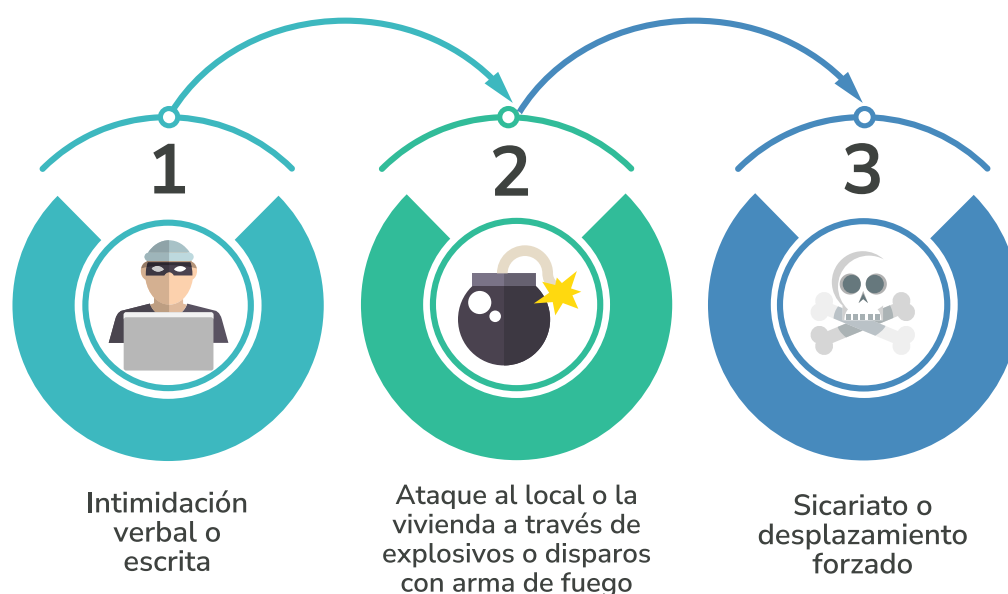 1
Intimidación
verbal o
escrita
2
Ataque al local o la
vivienda a través de
explosivos o disparos
con arma de fuego
3
Sicariato o
desplazamiento
forzado